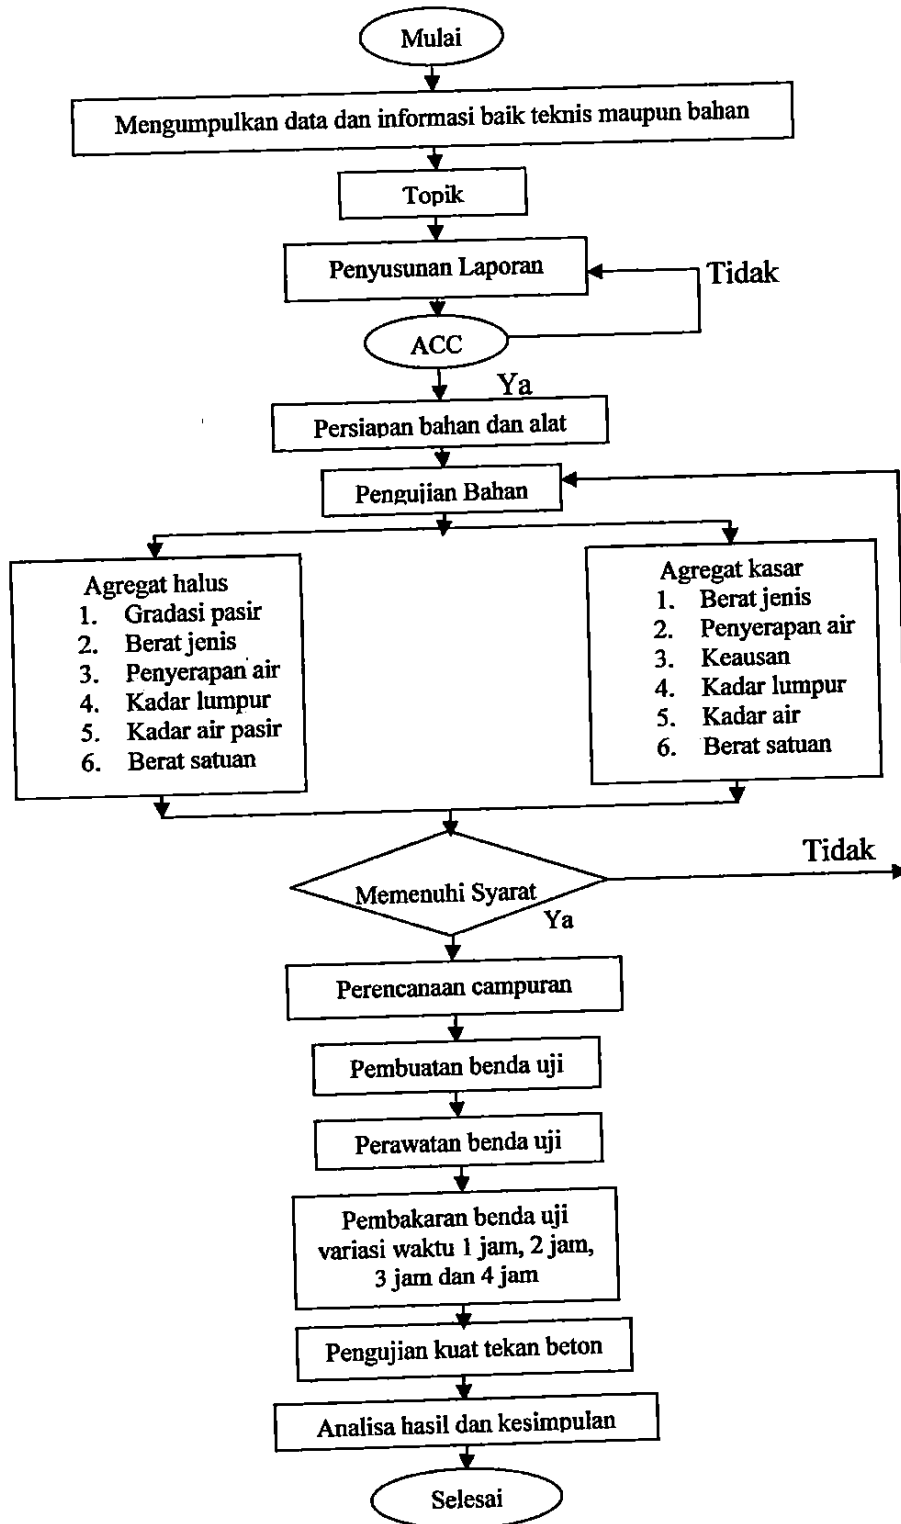 Mulai
Mengumpulkan data dan informasi baik teknis maupun bahan
Topik
Penyusunan Laporan
Tidak
ACC
Ya
Persiapan bahan dan alat
Pengujian Bahan
Agregat halus
1. Gradasi pasir
2. Berat jenis
3. Penyerapan air
4. Kadar lumpur
5. Kadar air pasir
6. Berat satuan
Agregat kasar
1. Berat jenis
2. Penyerapan air
3. Keausan
4. Kadar lumpur
5. Kadar air
6. Berat satuan
Tidak
Memenuhi Syarat
Ya
Perencanaan campuran
Pembuatan benda uji
Perawatan benda uji
Pembakaran benda uji
variasi waktu 1 jam, 2 jam,
3 jam dan 4 jam
Pengujian kuat tekan beton
Analisa hasil dan kesimpulan
Selesai